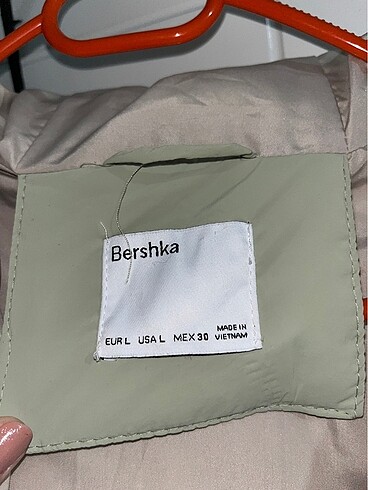 Bershka
EUR L USA L MEX 30 MADE IN
VIETNAM